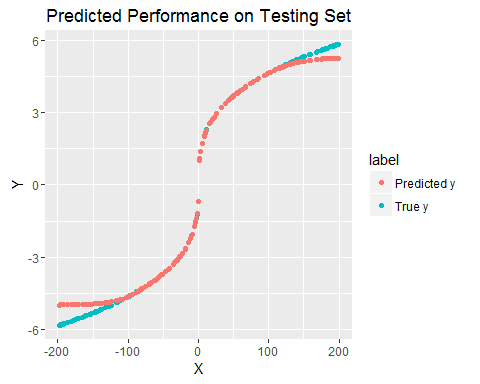 Predicted Performance on Testing Set
6
3
0
-3
-6
Y
-200
-100
0
100
200
X
label
Predicted y
True y